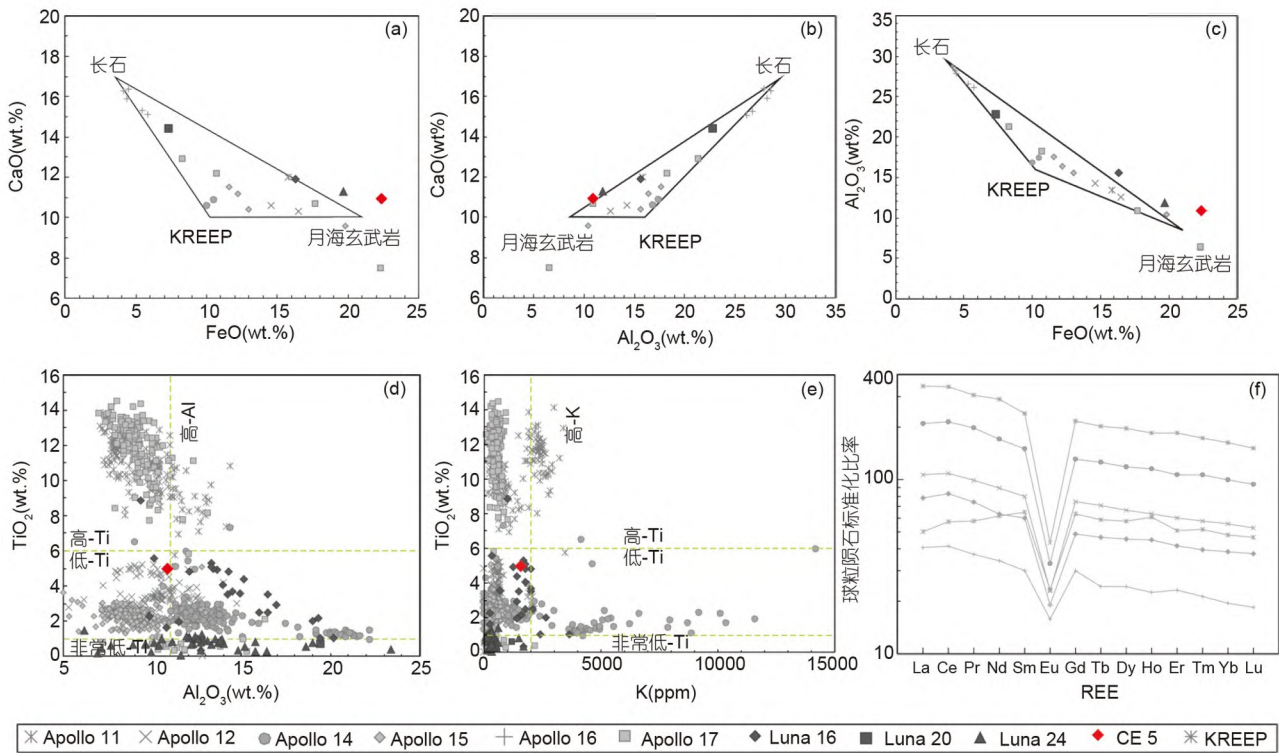 (a)
20
18
16
14
12
10
8
6
CaO(wt.%)
长石
KREEP
月海玄武岩
0 5 10 15 20 25
FeO(wt.%)
(b)
20
18
16
14
12
10
8
6
CaO(wt%)
长石
月海玄武岩
KREEP
0 5 10 15 20 25 30 35
Al₂O₃(wt.%)
(c)
35
30
25
20
15
10
5
0
Al₂O₃(wt%)
长石
KREEP
月海玄武岩
0 5 10 15 20 25
FeO(wt.%)
(d)
16
14
12
10
8
6
4
2
0
TiO₂(wt.%)
高-Al
高-Ti
低-Ti
非常低-Ti
5 10 15 20 25
Al₂O₃(wt.%)
(e)
16
14
12
10
8
6
4
2
0
TiO₂(wt.%)
高-K
高-Ti
低-Ti
非常低-Ti
0 5000 10000 15000
K(ppm)
(f)
400
100
10
球粒陨石标准化比率
La Ce Pr Nd Sm Eu Gd Tb Dy Ho Er Tm Yb Lu
REE
Apollo 11 Apollo 12 Apollo 14 Apollo 15 Apollo 16 Apollo 17 Luna 16 Luna 20 Luna 24 CE 5 KREEP